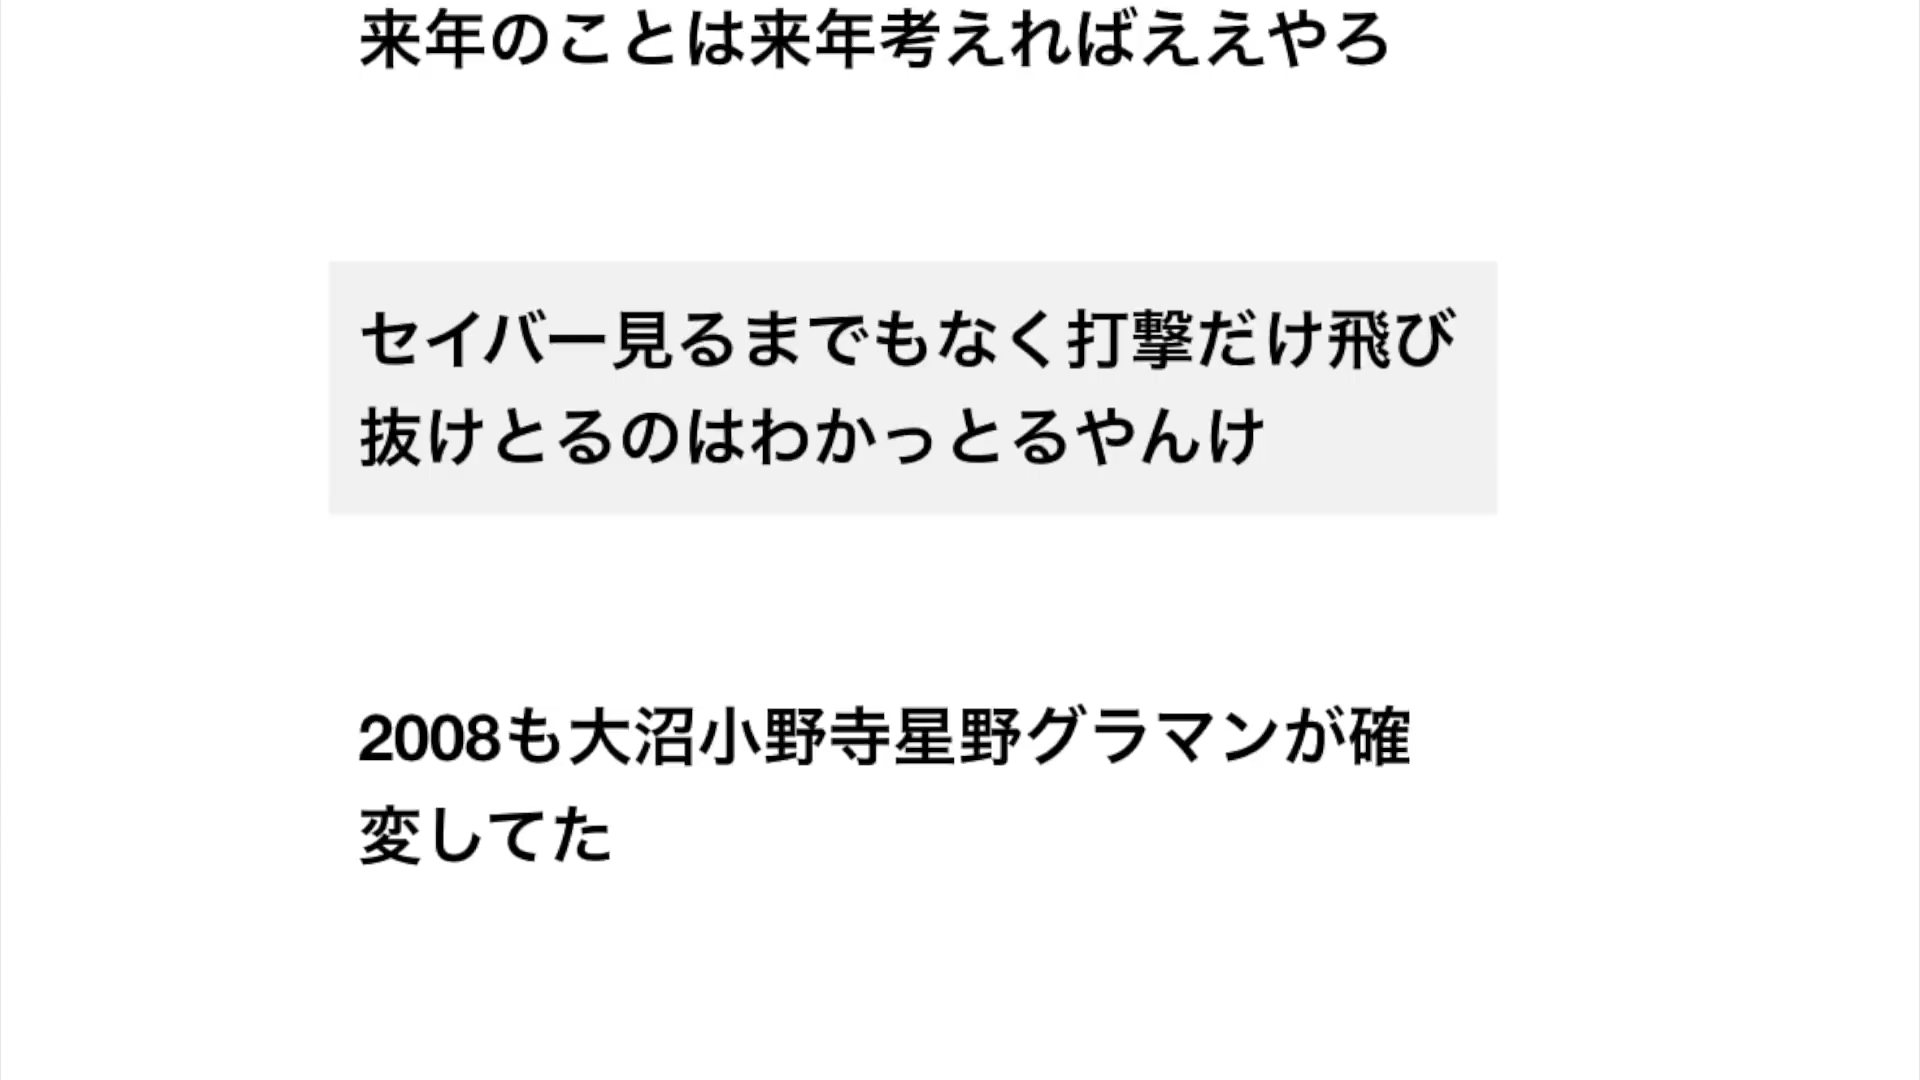 来年のことは来年考えればええやろ
セイバー見るまでもなく打撃だけ飛び
抜けとるのはわかっとるやんけ
2008も大沼小野寺星野グラマンが確
変してた